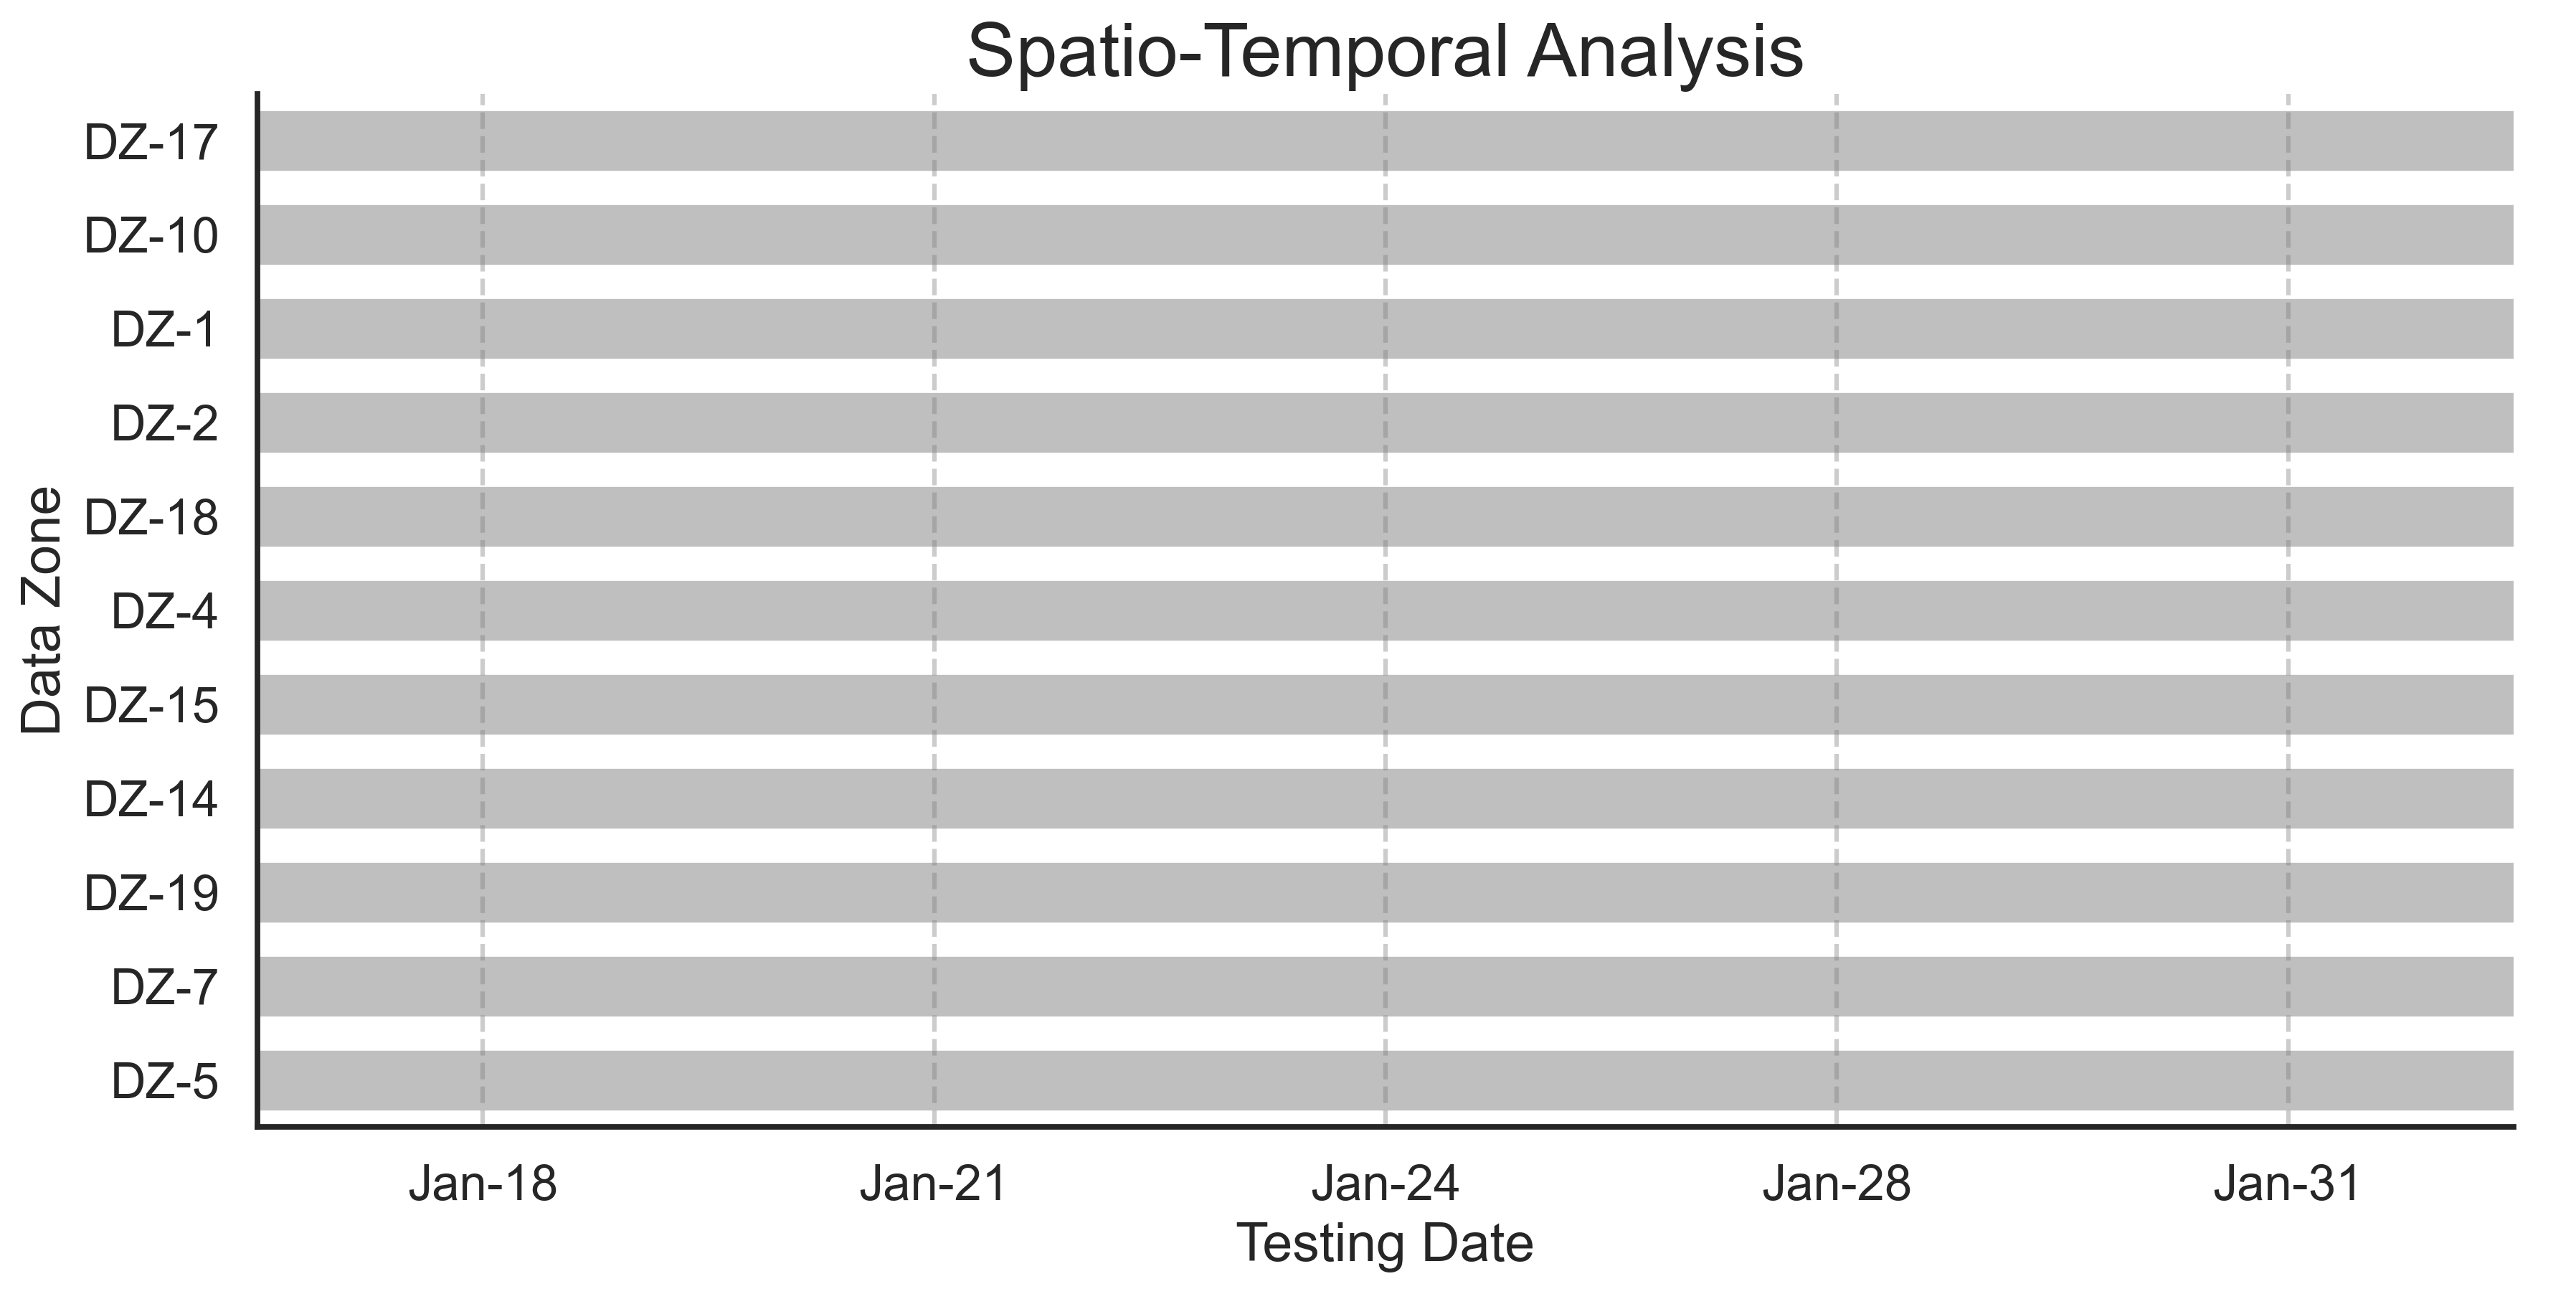 Spatio-Temporal Analysis
DZ-17
DZ-10
DZ-1
DZ-2
DZ-18
DZ-4
DZ-15
DZ-14
DZ-19
DZ-7
DZ-5
Data Zone
Jan-18 Jan-21 Jan-24 Jan-28 Jan-31
Testing Date